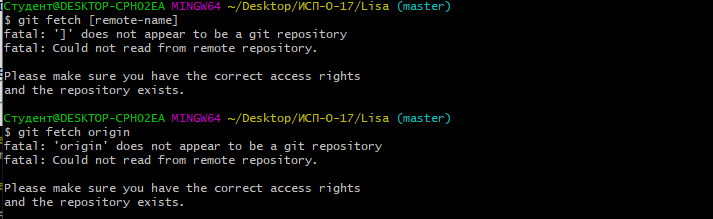 Студент@DESKTOP-CPH02EA MINGW64 ~/Desktop/ИСП-О-17/Lisa (master)
$ git fetch [remote-name]
fatal: ']' does not appear to be a git repository
fatal: Could not read from remote repository.
Please make sure you have the correct access rights
and the repository exists.
Студент@DESKTOP-CPH02EA MINGW64 ~/Desktop/ИСП-О-17/Lisa (master)
$ git fetch origin
fatal: 'origin' does not appear to be a git repository
fatal: Could not read from remote repository.
Please make sure you have the correct access rights
and the repository exists.